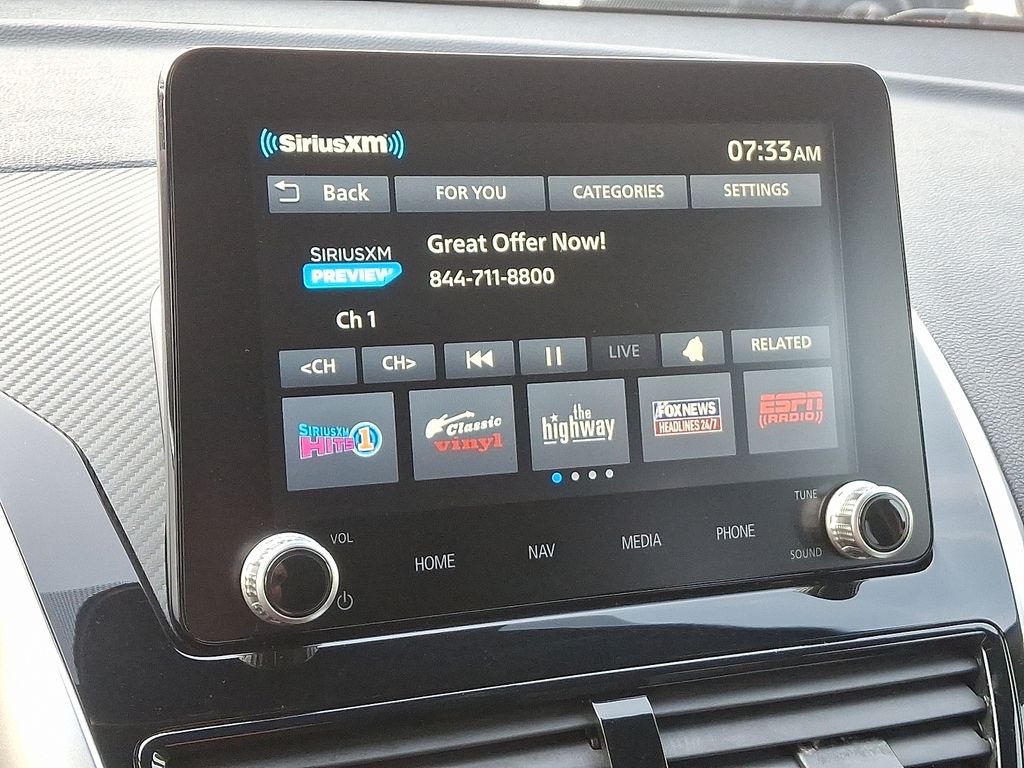 SiriusXM
07:33AM
Back FOR YOU CATEGORIES SETTINGS
SIRIUSXM
PREVIEW
Great Offer Now!
844-711-8800
Ch 1
<CH CH> LIVE RELATED
SIRIUSXM
HITS 1
Classic
vinyl
the
highway
FOX NEWS
HEADLINES 24/7
ESPN
RADIO
VOL HOME NAV MEDIA PHONE TUNE
SOUND